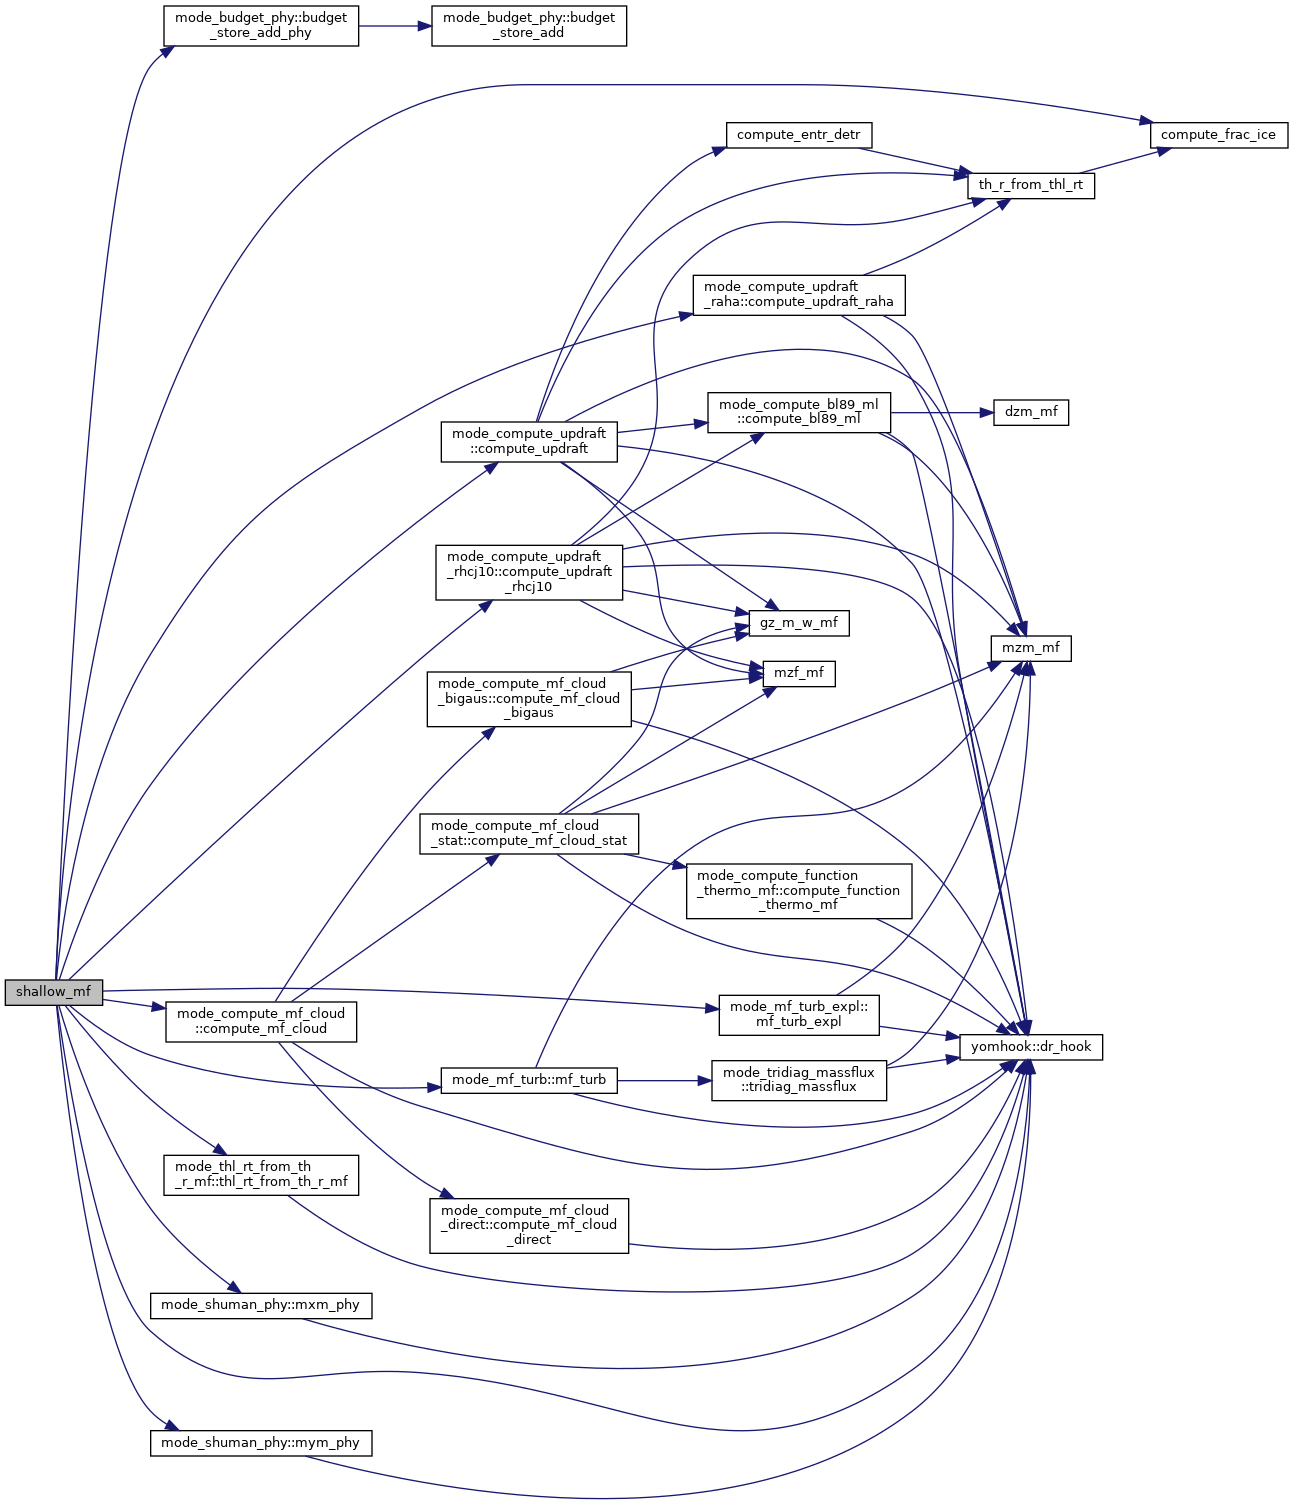 mode_budget_phy::budget
_store_add_phy
mode_budget_phy::budget
_store_add
compute_entr_detr
compute_frac_ice
th_r_from_thl_rt
mode_compute_updraft
_raha::compute_updraft_raha
mode_compute_bl89_ml
::compute_bl89_ml
dzm_mf
mode_compute_updraft
::compute_updraft
mode_compute_updraft
_rhcj10::compute_updraft
_rhcj10
gz_m_w_mf
mzm_mf
mzf_mf
mode_compute_mf_cloud
_bigaus::compute_mf_cloud
_bigaus
mode_compute_mf_cloud
_stat::compute_mf_cloud_stat
mode_compute_function
_thermo_mf::compute_function
_thermo_mf
shallow_mf
mode_compute_mf_cloud
::compute_mf_cloud
mode_mf_turb_expl::
mf_turb_expl
yomhook::dr_hook
mode_mf_turb::mf_turb
mode_tridiag_massflux
::tridiag_massflux
mode_thl_rt_from_th
_r_mf::thl_rt_from_th_r_mf
mode_compute_mf_cloud
_direct::compute_mf_cloud
_direct
mode_shuman_phy::mxm_phy
mode_shuman_phy::mym_phy